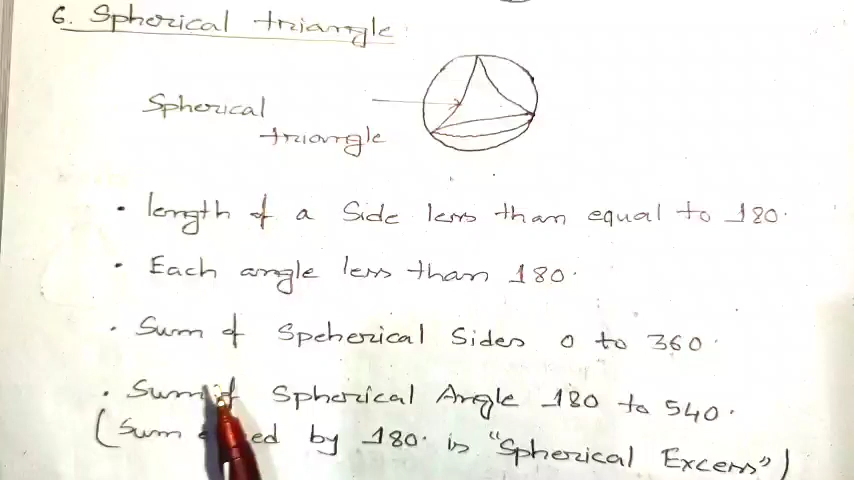 6. Spherical triangle
Spherical
triangle
• length of a Side less than equal to 180.
• Each angle less than 180.
• Sum of Speherical Sides 0 to 360.
• Sum of Spherical Angle 180 to 540.
(Sum by 180. is "Spherical Excess")